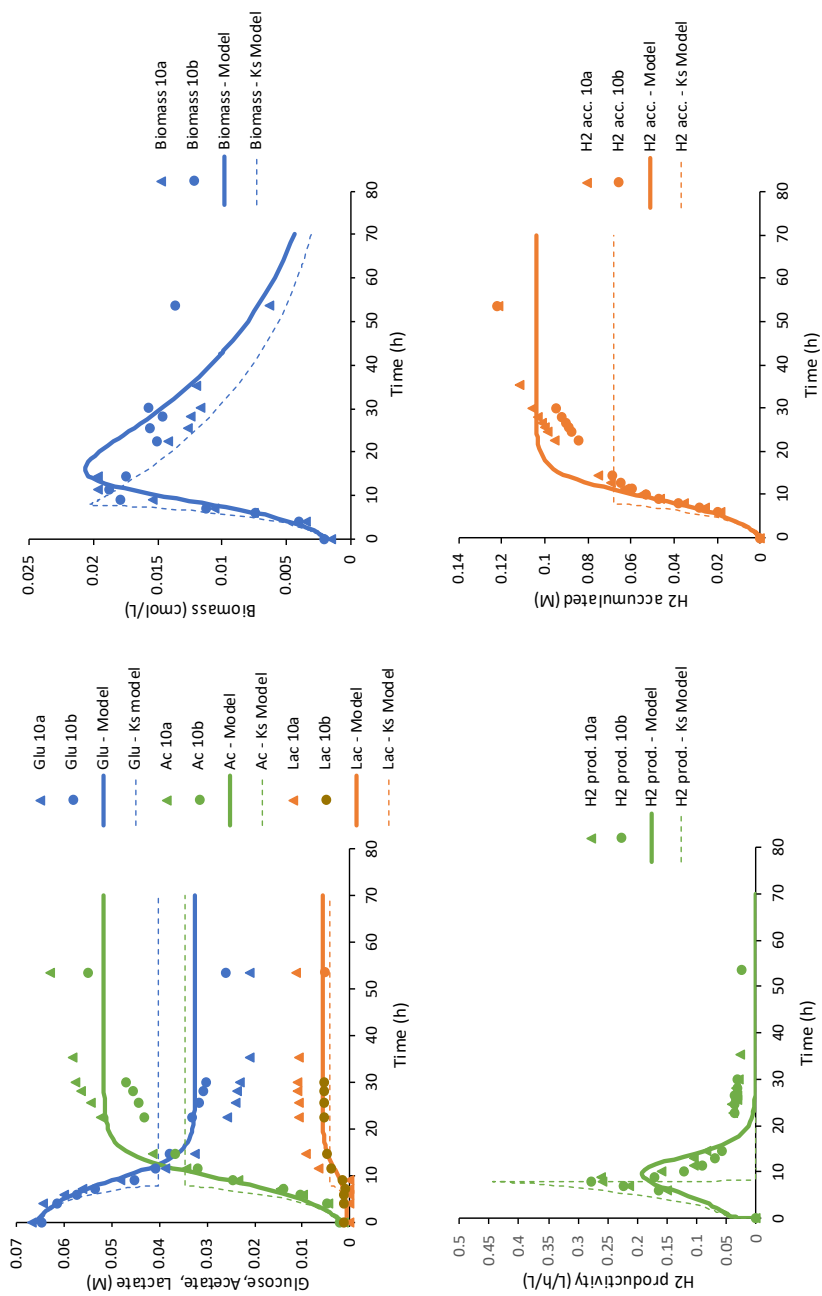 0.07
0.06
0.05
0.04
0.03
0.02
0.01
0
Glucose, Acetate, Lactate (M)
0
10
20
30
40
50
60
70
80
Time (h)
Glu 10a
Glu 10b
Glu - Model
Glu - Ks model
Ac 10a
Ac 10b
Ac - Model
Ac - Ks Model
Lac 10a
Lac 10b
Lac - Model
Lac - Ks Model
0.025
0.02
0.015
0.01
0.005
0
Biomass (cmol/L)
0
10
20
30
40
50
60
70
80
Time (h)
Biomass 10a
Biomass 10b
Biomass - Model
Biomass - Ks Model
0.5
0.45
0.4
0.35
0.3
0.25
0.2
0.15
0.1
0.05
0
H2 productivity (L/h/L)
0
10
20
30
40
50
60
70
80
Time (h)
H2 prod. 10a
H2 prod. 10b
H2 prod. - Model
H2 prod. - Ks Model
0.14
0.12
0.1
0.08
0.06
0.04
0.02
0
H2 accumulated (M)
0
10
20
30
40
50
60
70
80
Time (h)
H2 acc. 10a
H2 acc. 10b
H2 acc. - Model
H2 acc. - Ks Model